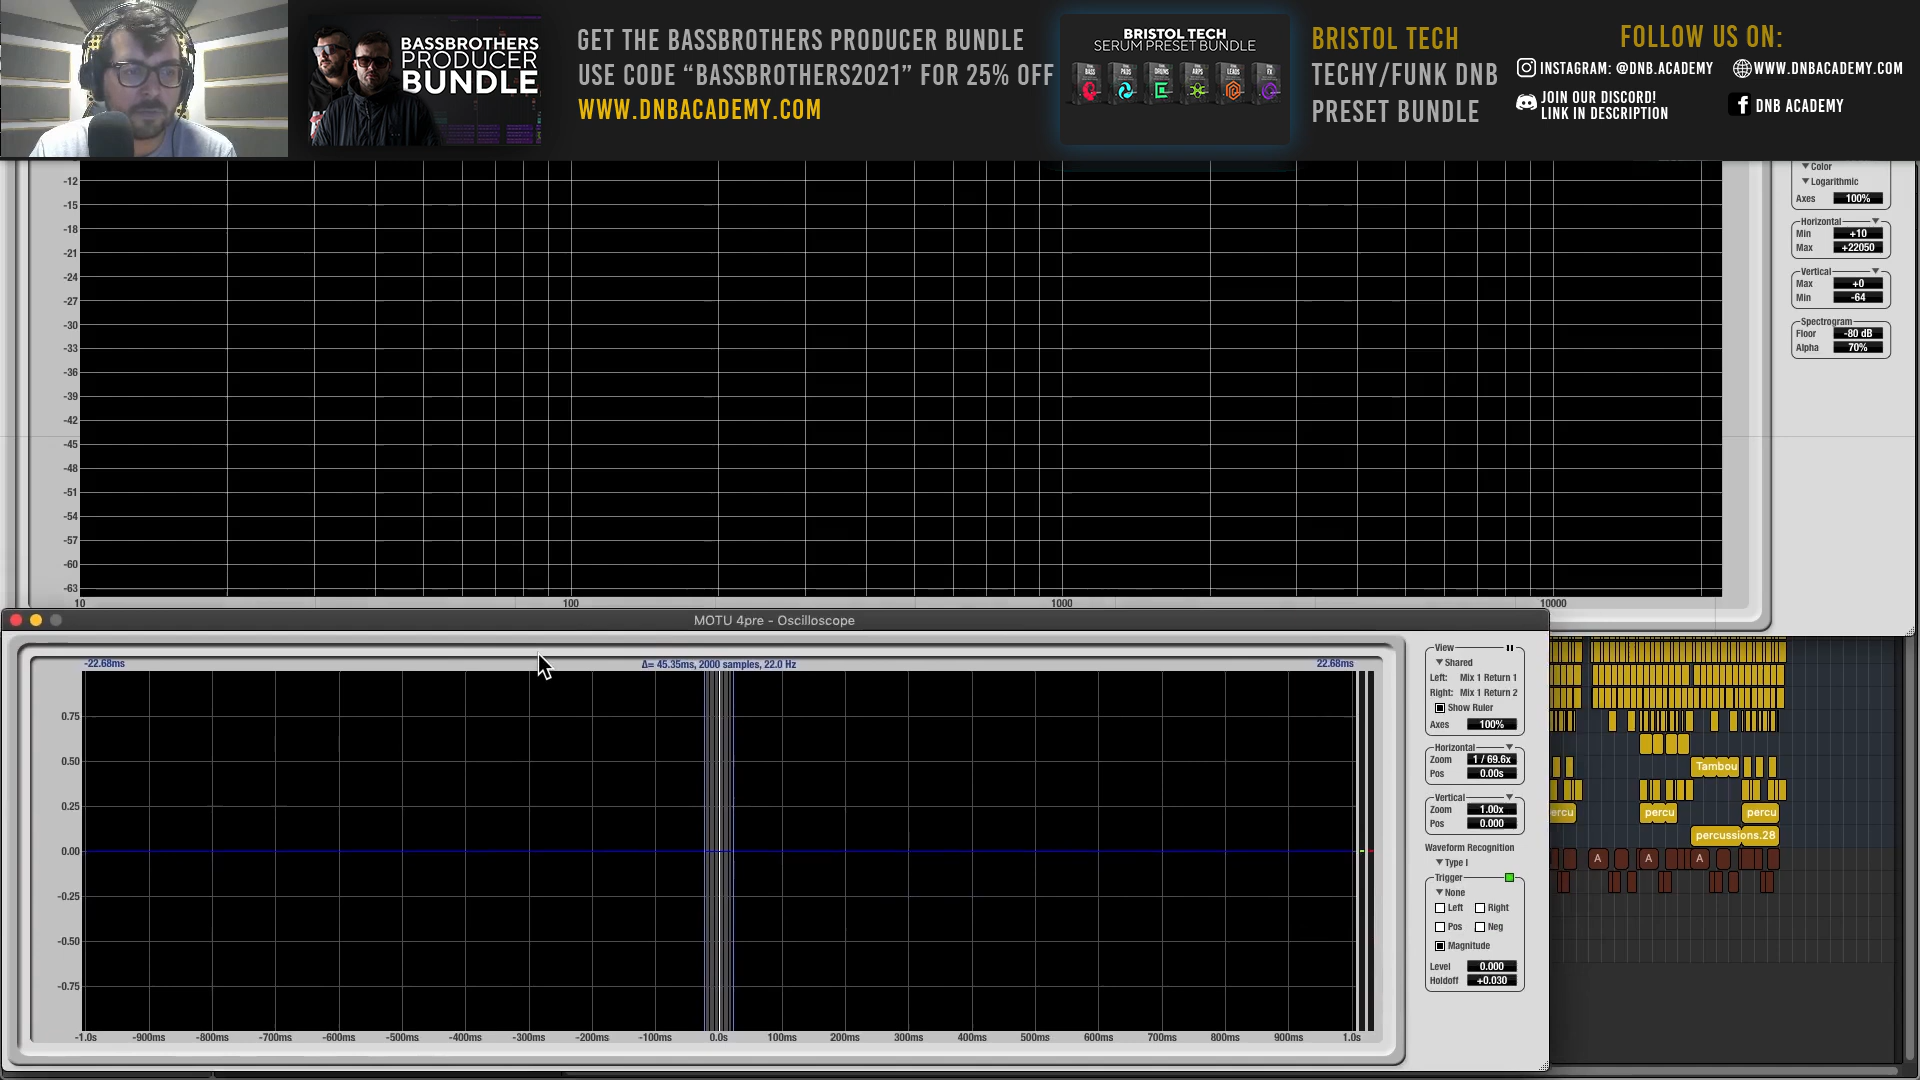 BASSBROTHERS
PRODUCER
BUNDLE
GET THE BASSBROTHERS PRODUCER BUNDLE
USE CODE “BASSBROTHERS2021” FOR 25% OFF
WWW.DNBACADEMY.COM
BRISTOL TECH
SERUM PRESET BUNDLE
BASS PADS DRUMS ARPS LEADS FX
BRISTOL TECH
TECHY/FUNK DNB
PRESET BUNDLE
FOLLOW US ON:
INSTAGRAM: @DNB.ACADEMY
WWW.DNBACADEMY.COM
JOIN OUR DISCORD!
LINK IN DESCRIPTION
DNB ACADEMY
-12
-15
-18
-21
-24
-27
-30
-33
-36
-39
-42
-45
-48
-51
-54
-57
-60
-63
10 100 1000 10000
Color
Logarithmic
Axes 100%
Horizontal
Min +10
Max +22050
Vertical
Max +0
Min -64
Spectrogram
Floor -80 dB
Alpha 70%
MOTU 4pre - Oscilloscope
-22.68ms Δ= 45.35ms, 2000 samples, 22.0 Hz 22.68ms
0.75
0.50
0.25
0.00
-0.25
-0.50
-0.75
-1.0s -900ms -800ms -700ms -600ms -500ms -400ms -300ms -200ms -100ms 0.0s 100ms 200ms 300ms 400ms 500ms 600ms 700ms 800ms 900ms 1.0s
View
Shared
Left: Mix 1 Return 1
Right: Mix 1 Return 2
Show Ruler
Axes 100%
Horizontal
Zoom 1 / 69.6x
Pos 0.00s
Vertical
Zoom 1.00x
Pos 0.000
Waveform Recognition
Type I
Trigger
None
Left Right
Pos Neg
Magnitude
Level 0.000
Holdoff +0.030
Tambou
ercu percu percu
percussions.28
A A A